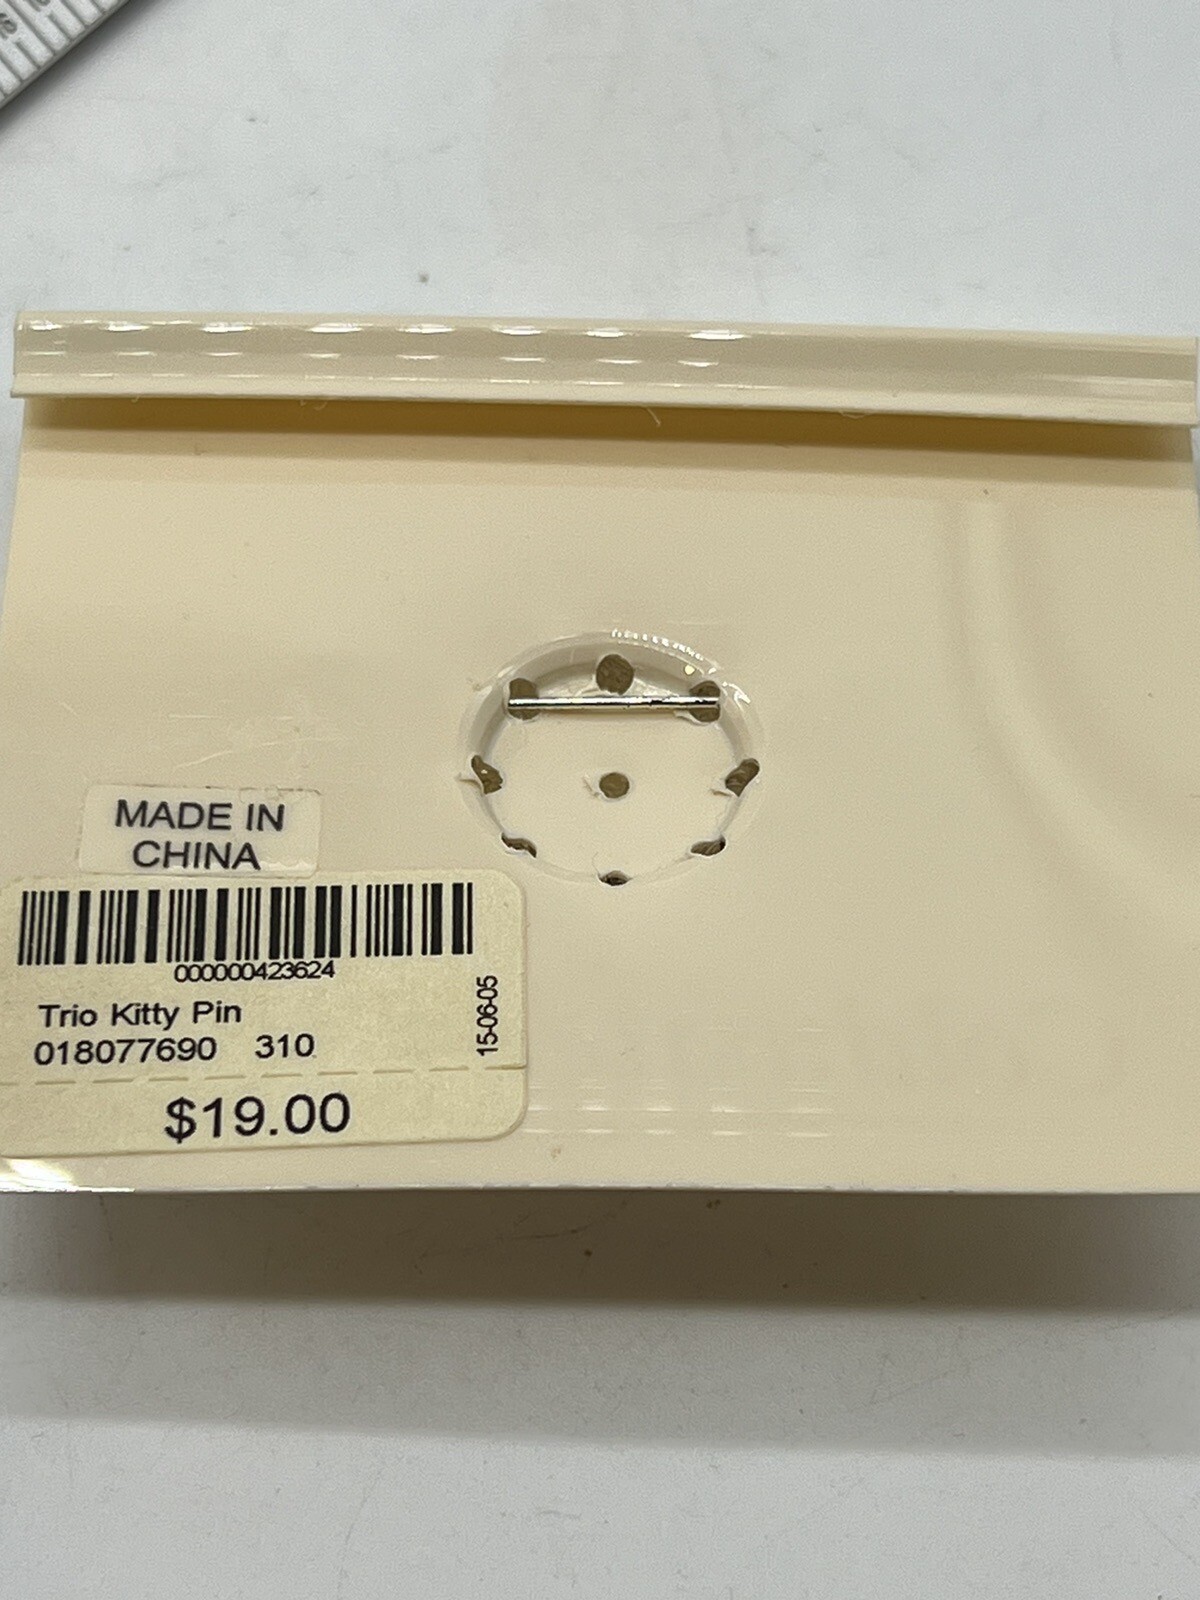 MADE IN
CHINA
000000423624
Trio Kitty Pin
018077690 310
15-06-05
$19.00